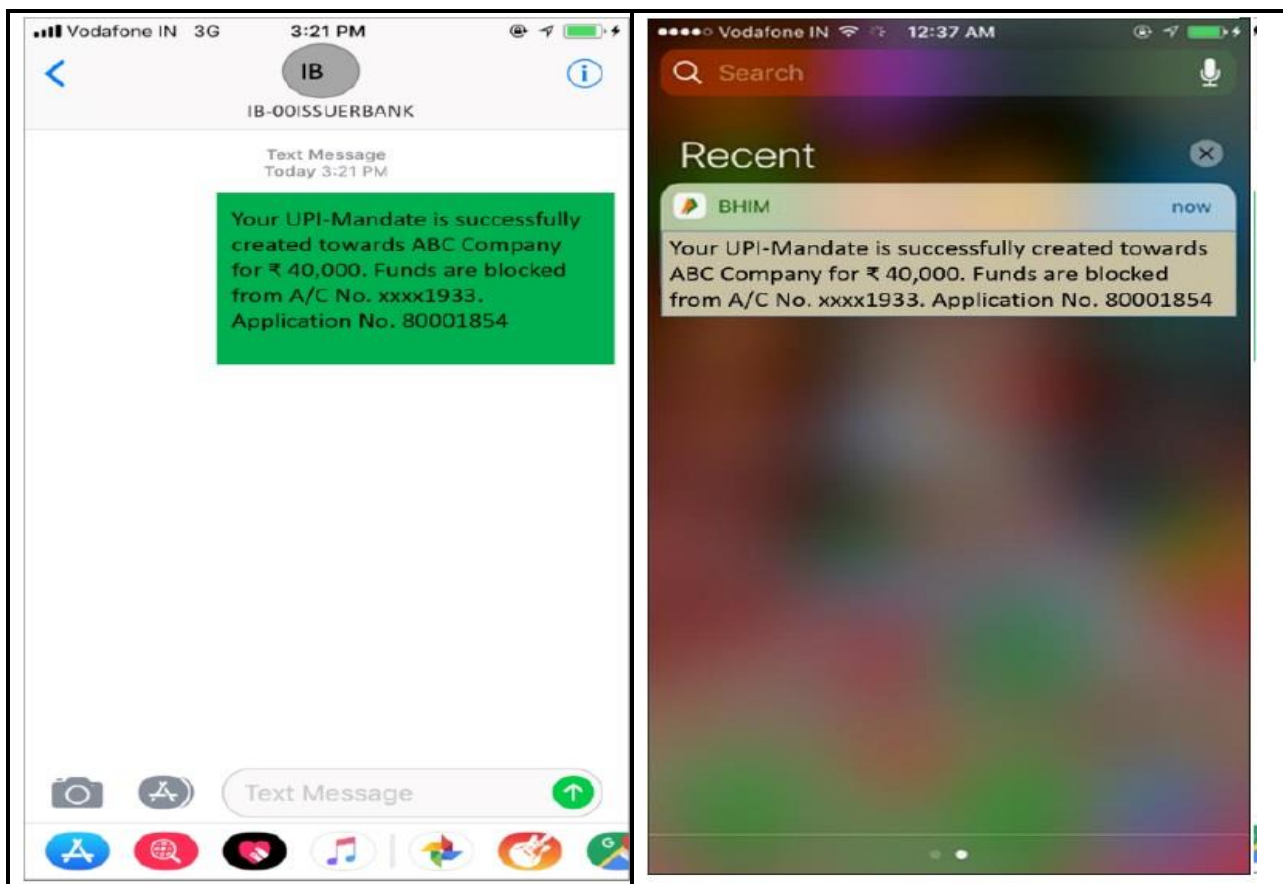 Vodafone IN 3G 3:21 PM
IB
IB-00ISSUERBANK
Text Message
Today 3:21 PM
Your UPI-Mandate is successfully
created towards ABC Company
for ₹ 40,000. Funds are blocked
from A/C No. xxxx1933.
Application No. 80001854
Text Message
Vodafone IN 12:37 AM
Search
Recent
BHIM now
Your UPI-Mandate is successfully created towards
ABC Company for ₹ 40,000. Funds are blocked
from A/C No. xxxx1933. Application No. 80001854